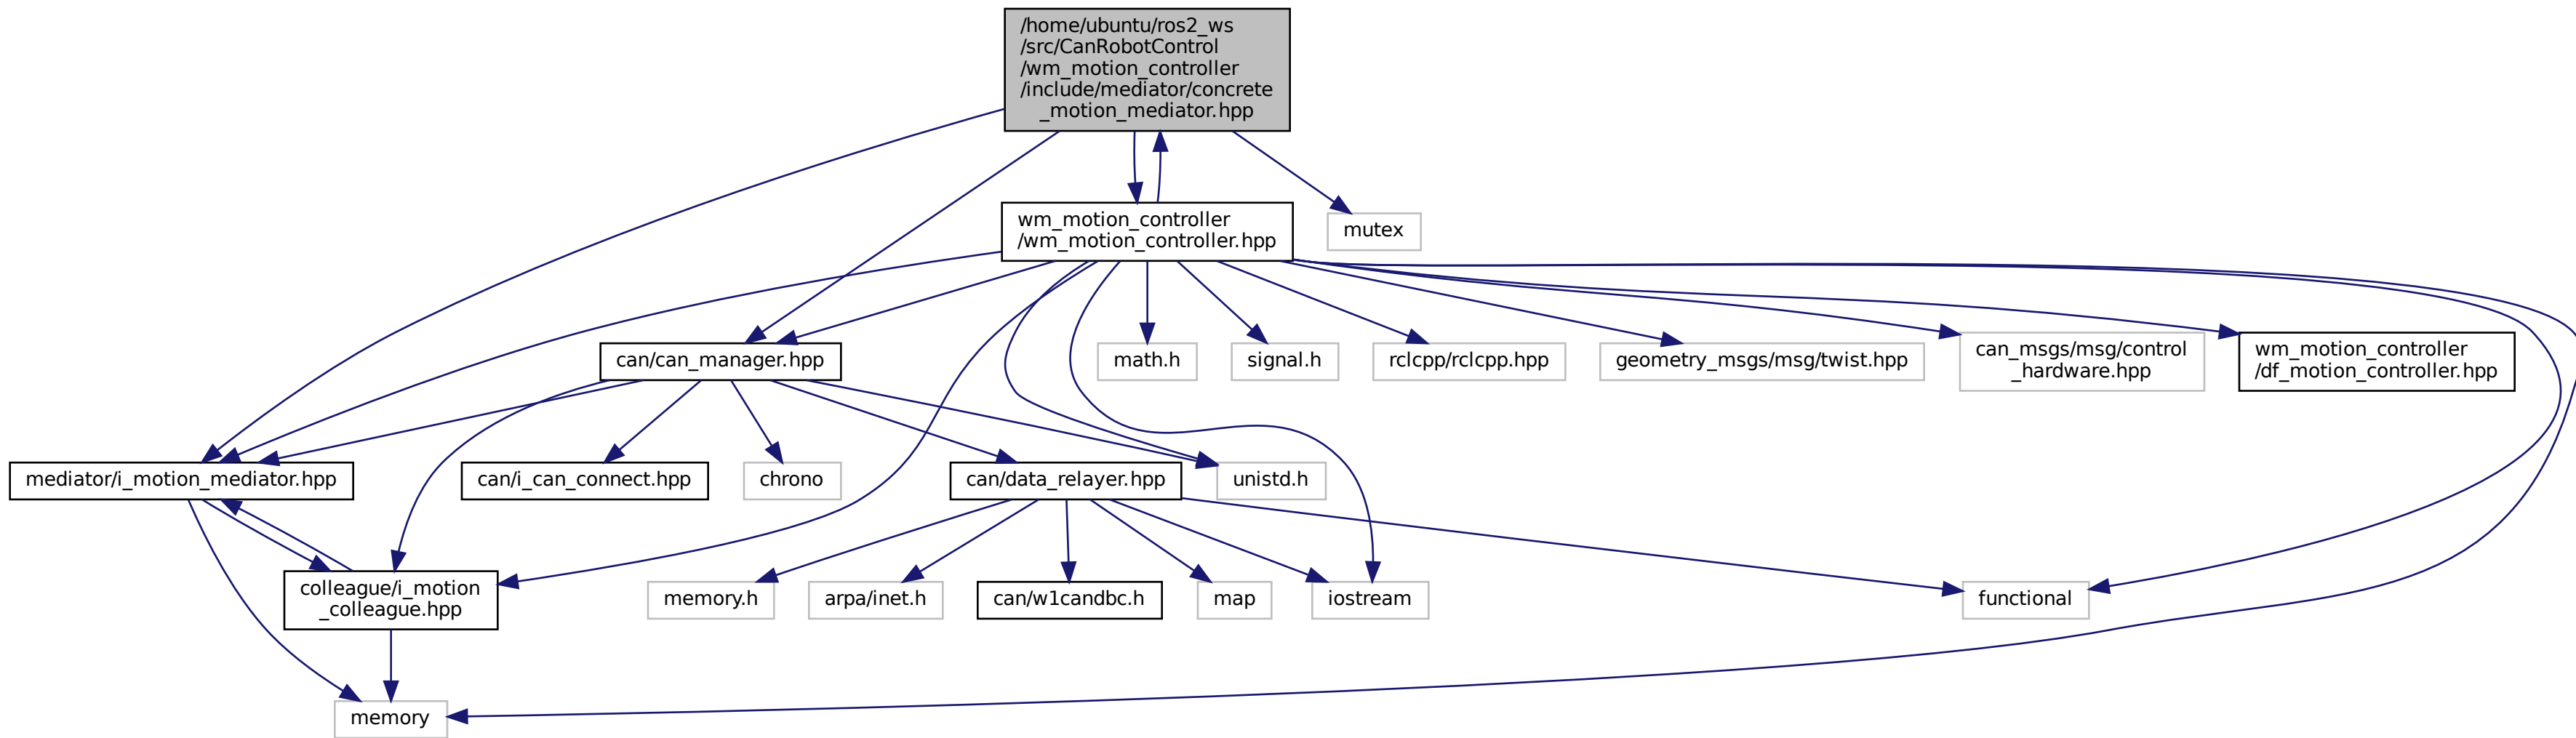 /home/ubuntu/ros2_ws
/src/CanRobotControl
/wm_motion_controller
/include/mediator/concrete
_motion_mediator.hpp
wm_motion_controller
/wm_motion_controller.hpp
mutex
can/can_manager.hpp
math.h
signal.h
rclcpp/rclcpp.hpp
geometry_msgs/msg/twist.hpp
can_msgs/msg/control
_hardware.hpp
wm_motion_controller
/df_motion_controller.hpp
mediator/i_motion_mediator.hpp
can/i_can_connect.hpp
chrono
can/data_relayer.hpp
unistd.h
colleague/i_motion
_colleague.hpp
memory.h
arpa/inet.h
can/w1candbc.h
map
iostream
functional
memory